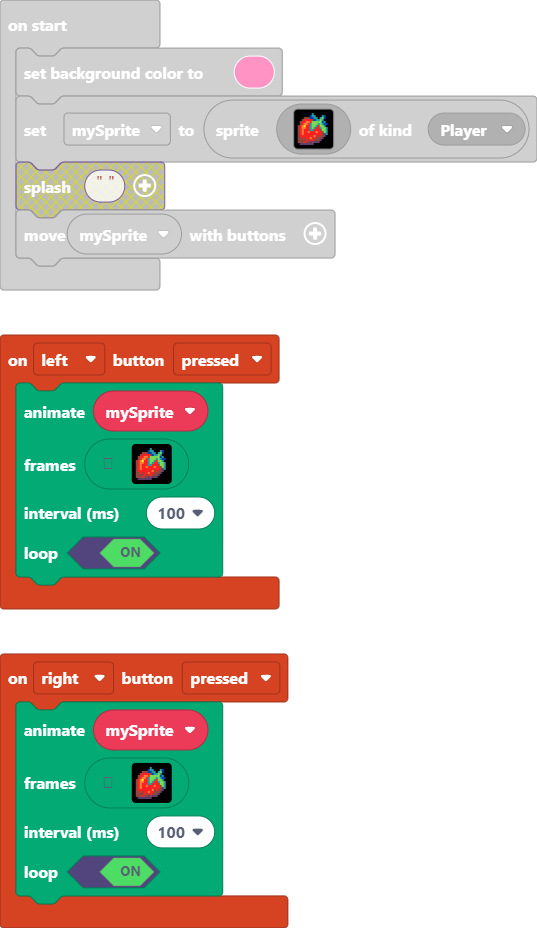 on start
set background color to
set mySprite to sprite of kind Player
splash " "
move mySprite with buttons
on left button pressed
animate mySprite
frames
interval (ms) 100
loop ON
on right button pressed
animate mySprite
frames
interval (ms) 100
loop ON